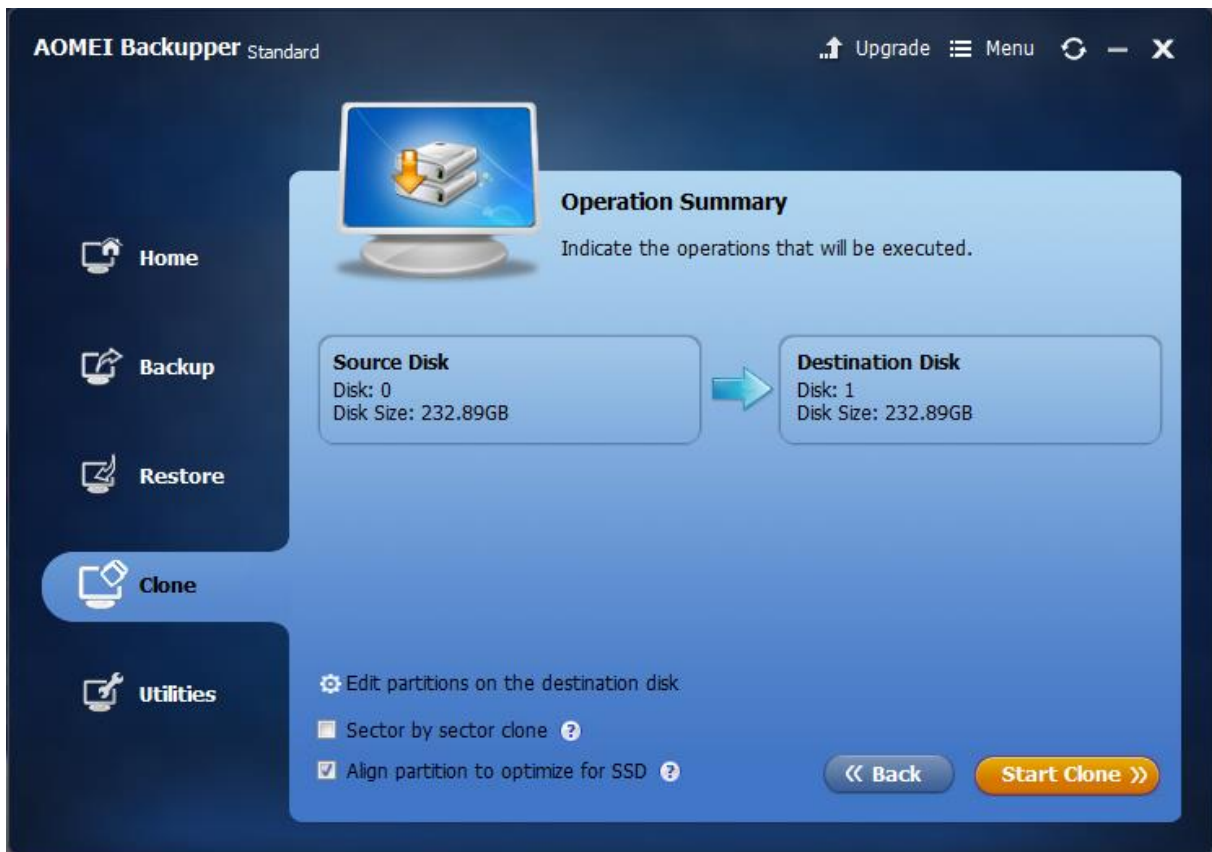 AOMEI Backupper Standard
Upgrade
Menu
Operation Summary
Indicate the operations that will be executed.
Home
Backup
Restore
Clone
Utilities
Source Disk
Disk: 0
Disk Size: 232.89GB
Destination Disk
Disk: 1
Disk Size: 232.89GB
Edit partitions on the destination disk
Sector by sector clone ?
Align partition to optimize for SSD ?
« Back
Start Clone »